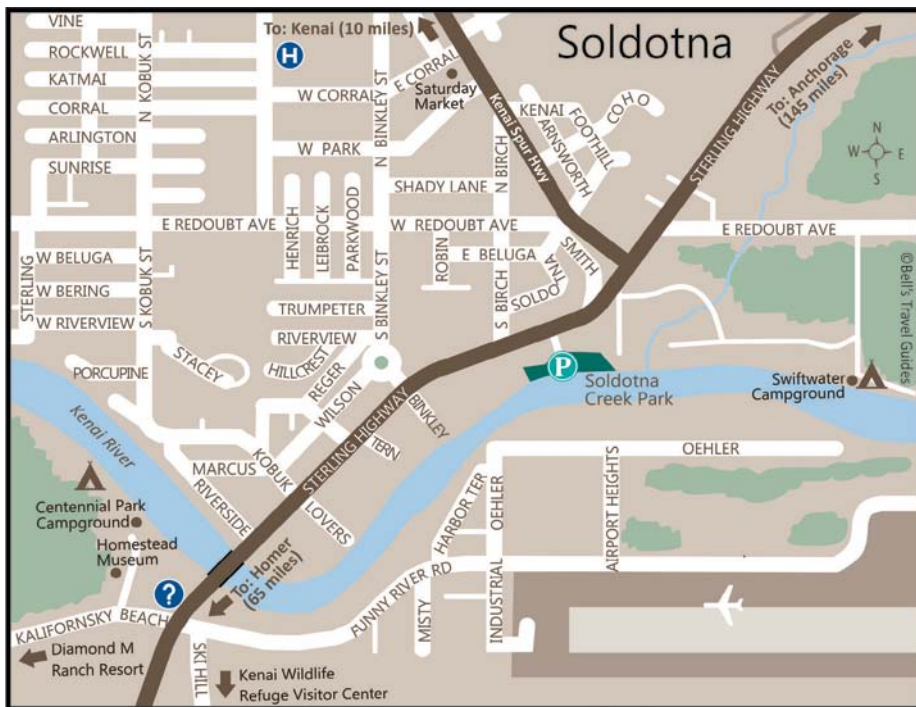 Soldotna
To: Kenai (10 miles)
To: Anchorage
(145 miles)
VINE
ROCKWELL
KATMAI
CORRAL
ARLINGTON
SUNRISE
N KOBUK ST
H
W CORRAL
E CORRAL
Saturday
Market
N BINKLEY ST
W PARK
Kenai Spur Hwy
KENAI
ARNSWORTH
FOOTHILL
COHO
N BIRCH
SHADY LANE
STERLING HIGHWAY
N
W E
S
E REDOUBT AVE
W REDOUBT AVE
E REDOUBT AVE
HENRICH
LEIBROCK
PARKWOOD
ROBIN
E BELUGA
SMITH
SOLDOTNA
STERLING
W BELUGA
W BERING
W RIVERVIEW
S KOBUK ST
STACEY
TRUMPETER
RIVERVIEW
HILLCREST
REGER
WILSON
S BINKLEY ST
S BIRCH
BINKLEY
TERN
PORCUPINE
P
Soldotna
Creek Park
Swiftwater
Campground
©Bell's Travel Guides
Kenai River
MARCUS
KOBUK
LOVERS
RIVERSIDE
STERLING HIGHWAY
Centennial Park
Campground
Homestead
Museum
?
To: Homer
(65 miles)
KALIFORNSKY BEACH
Diamond M
Ranch Resort
SKI HILL
Kenai Wildlife
Refuge Visitor Center
FUNNY RIVER RD
MISTY
HARBOR TER
INDUSTRIAL
OEHLER
OEHLER
AIRPORT HEIGHTS